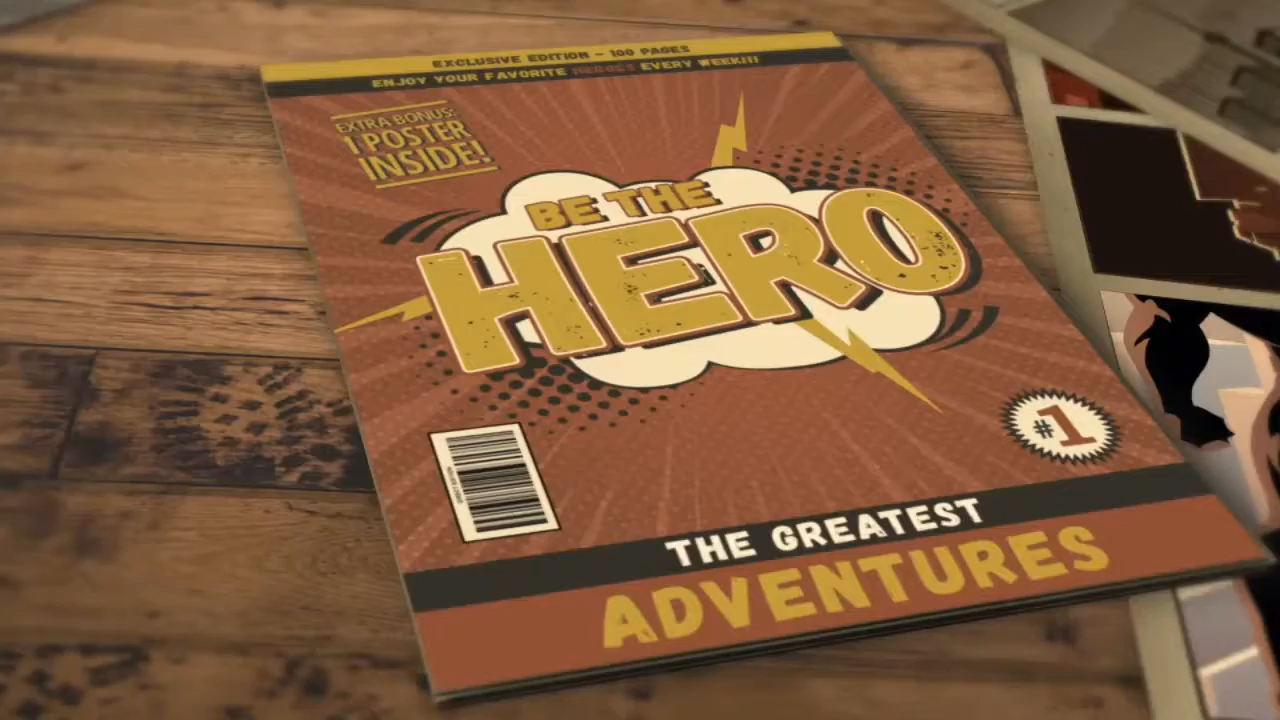 EXCLUSIVE EDITION - 100 PAGES
ENJOY YOUR FAVORITE HEROES EVERY WEEK!!!
EXTRA BONUS:
1 POSTER
INSIDE!
BE THE
HERO
#1
THE GREATEST
ADVENTURES